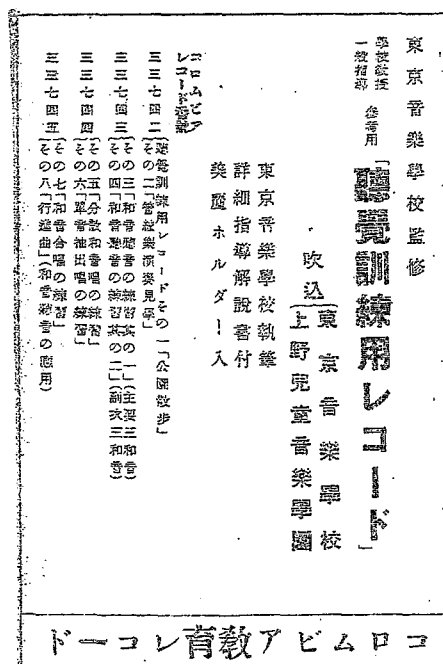 東京音樂學校監修
學校敎授
一般指導
參考用
「聽覺訓練用レコード」
吹込
東京音樂學校
上野兒童音樂學園
東京音樂學校執筆
詳細指導解說書付
美麗ホルダー入
コロムビア
レコード番號
三三七四二
聽覺訓練用レコードその一「公園散步」
その二「管絃樂演奏見學」
三三七四三
その三「和音聽音の練習其の一」(主要三和音)
その四「和音聽音の練習其の二」(副次三和音)
三三七四四
その五「分散和音唱の練習」
その六「單音抽出唱の練習」
三三七四五
その七「和音合唱の練習」
その八「行進曲」(和音聽音の應用)
コロムビア敎育レコード